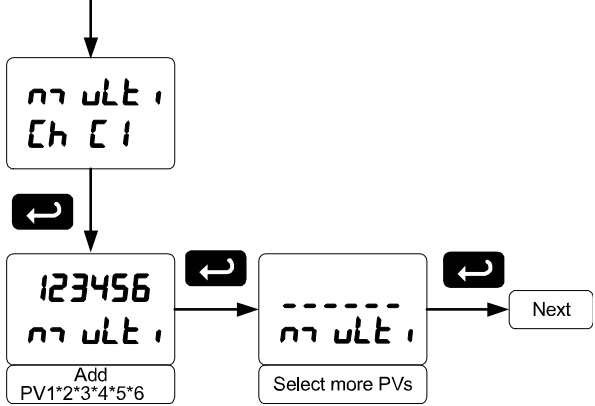 multi
Ch C1
123456
multi
Add
PV1*2*3*4*5*6
------
multi
Select more PVs
Next